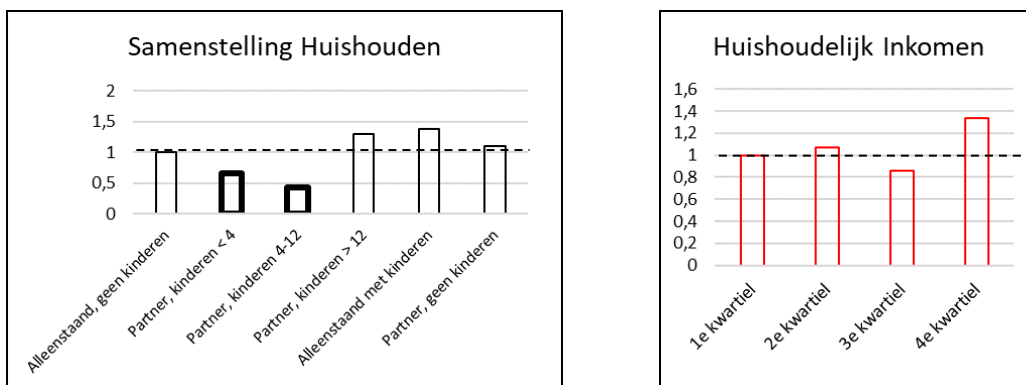 Samenstelling Huishouden
2
1,5
1
0,5
0
Alleenstaand, geen kinderen
Partner, kinderen < 4
Partner, kinderen 4-12
Partner, kinderen > 12
Alleenstaand met kinderen
Partner, geen kinderen
Huishoudelijk Inkomen
1,6
1,4
1,2
1
0,8
0,6
0,4
0,2
0
1e kwartiel
2e kwartiel
3e kwartiel
4e kwartiel